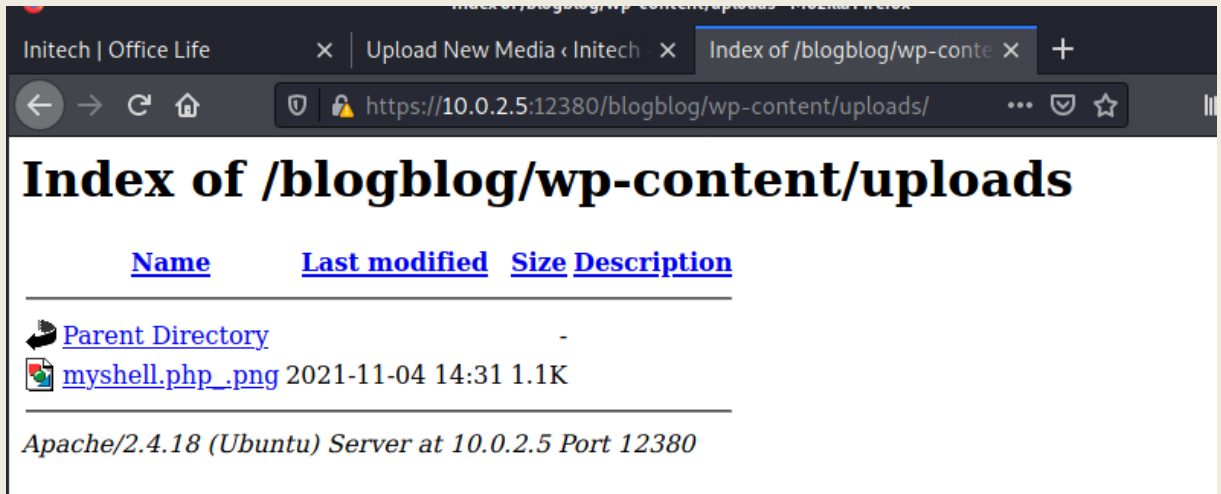 Index of /blogblog/wp-content/uploads - Mozilla Firefox
Initech | Office Life × Upload New Media ‹ Initech - × Index of /blogblog/wp-conte × +
https://10.0.2.5:12380/blogblog/wp-content/uploads/
Index of /blogblog/wp-content/uploads
Name Last modified Size Description
Parent Directory -
myshell.php_.png 2021-11-04 14:31 1.1K
Apache/2.4.18 (Ubuntu) Server at 10.0.2.5 Port 12380